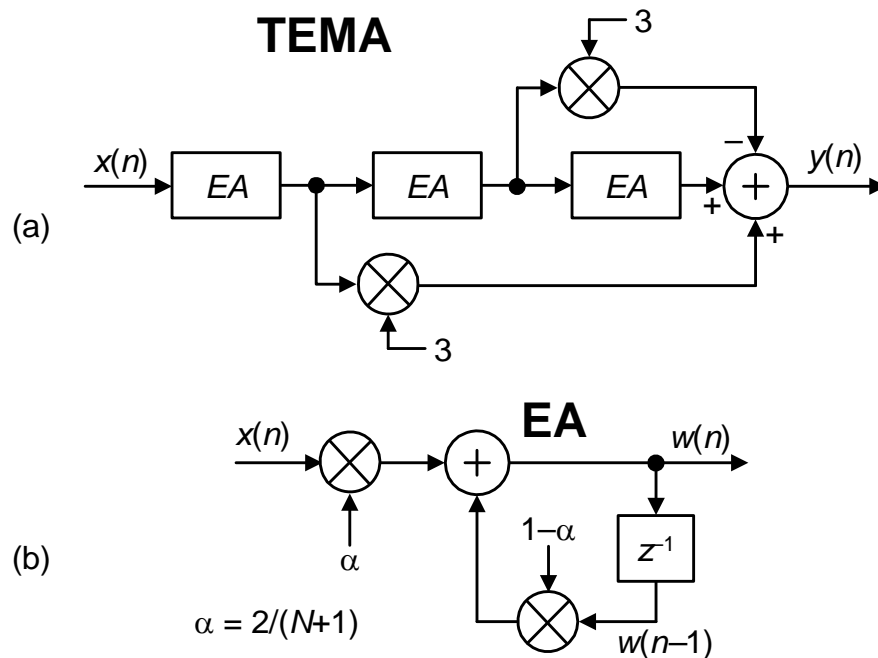 TEMA
3
x(n)
EA
EA
EA
–
+
+
+
y(n)
(a)
3
EA
x(n)
+
w(n)
α
1–α
z⁻¹
(b)
α = 2/(N+1)
w(n–1)